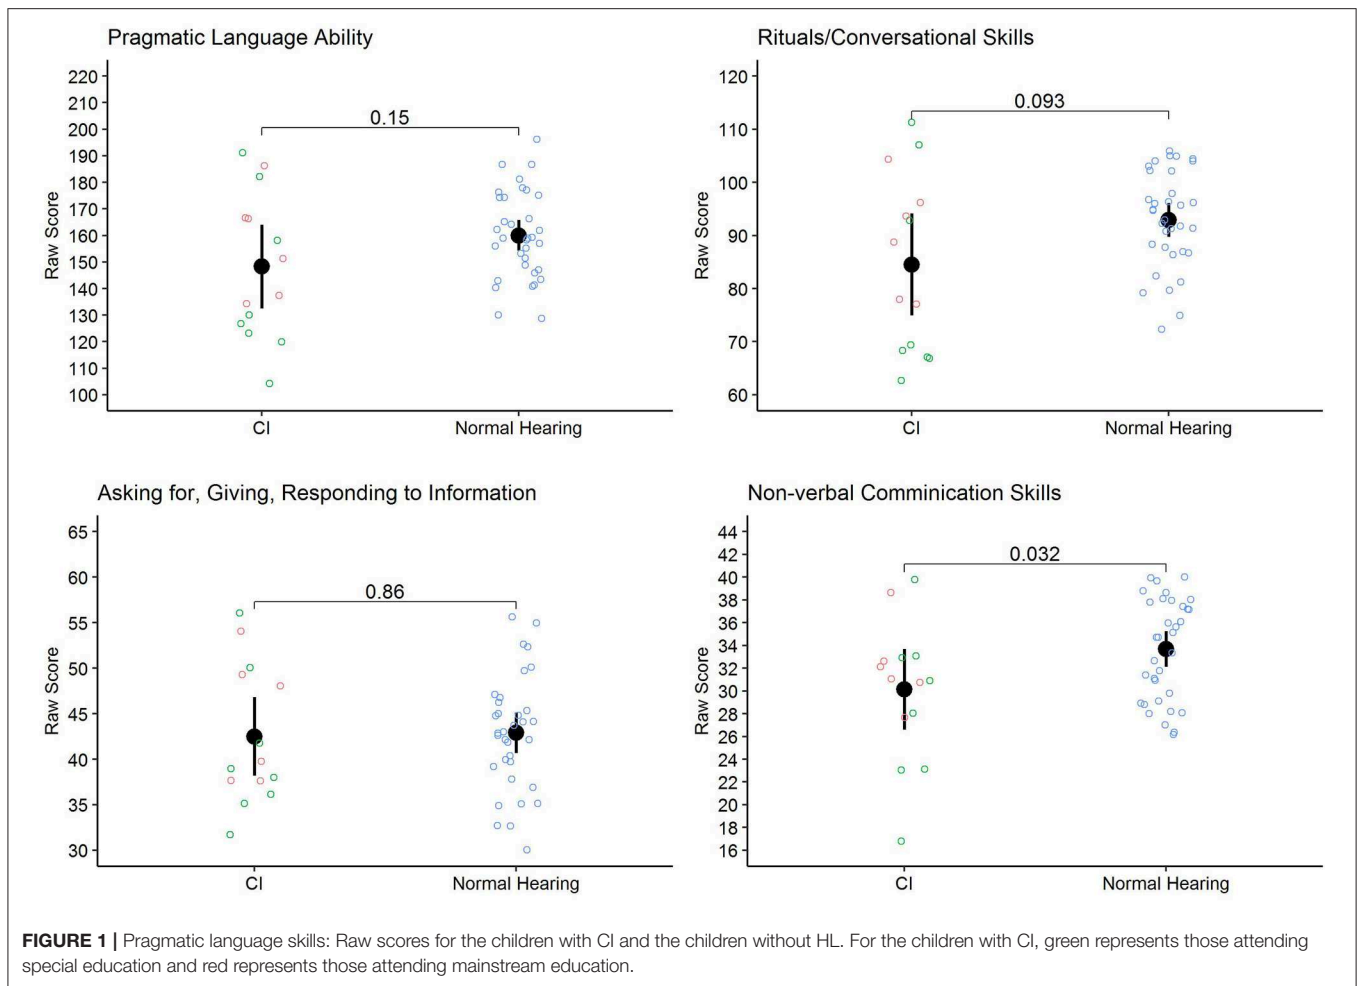 Pragmatic Language Ability
220
210
200
190
180
170
160
150
140
130
120
110
100
Raw Score
0.15
CI
Normal Hearing
Rituals/Conversational Skills
120
110
100
90
80
70
60
Raw Score
0.093
CI
Normal Hearing
Asking for, Giving, Responding to Information
65
60
55
50
45
40
35
30
Raw Score
0.86
CI
Normal Hearing
Non-verbal Comminication Skills
44
42
40
38
36
34
32
30
28
26
24
22
20
18
16
Raw Score
0.032
CI
Normal Hearing
FIGURE 1 | Pragmatic language skills: Raw scores for the children with CI and the children without HL. For the children with CI, green represents those attending
special education and red represents those attending mainstream education.